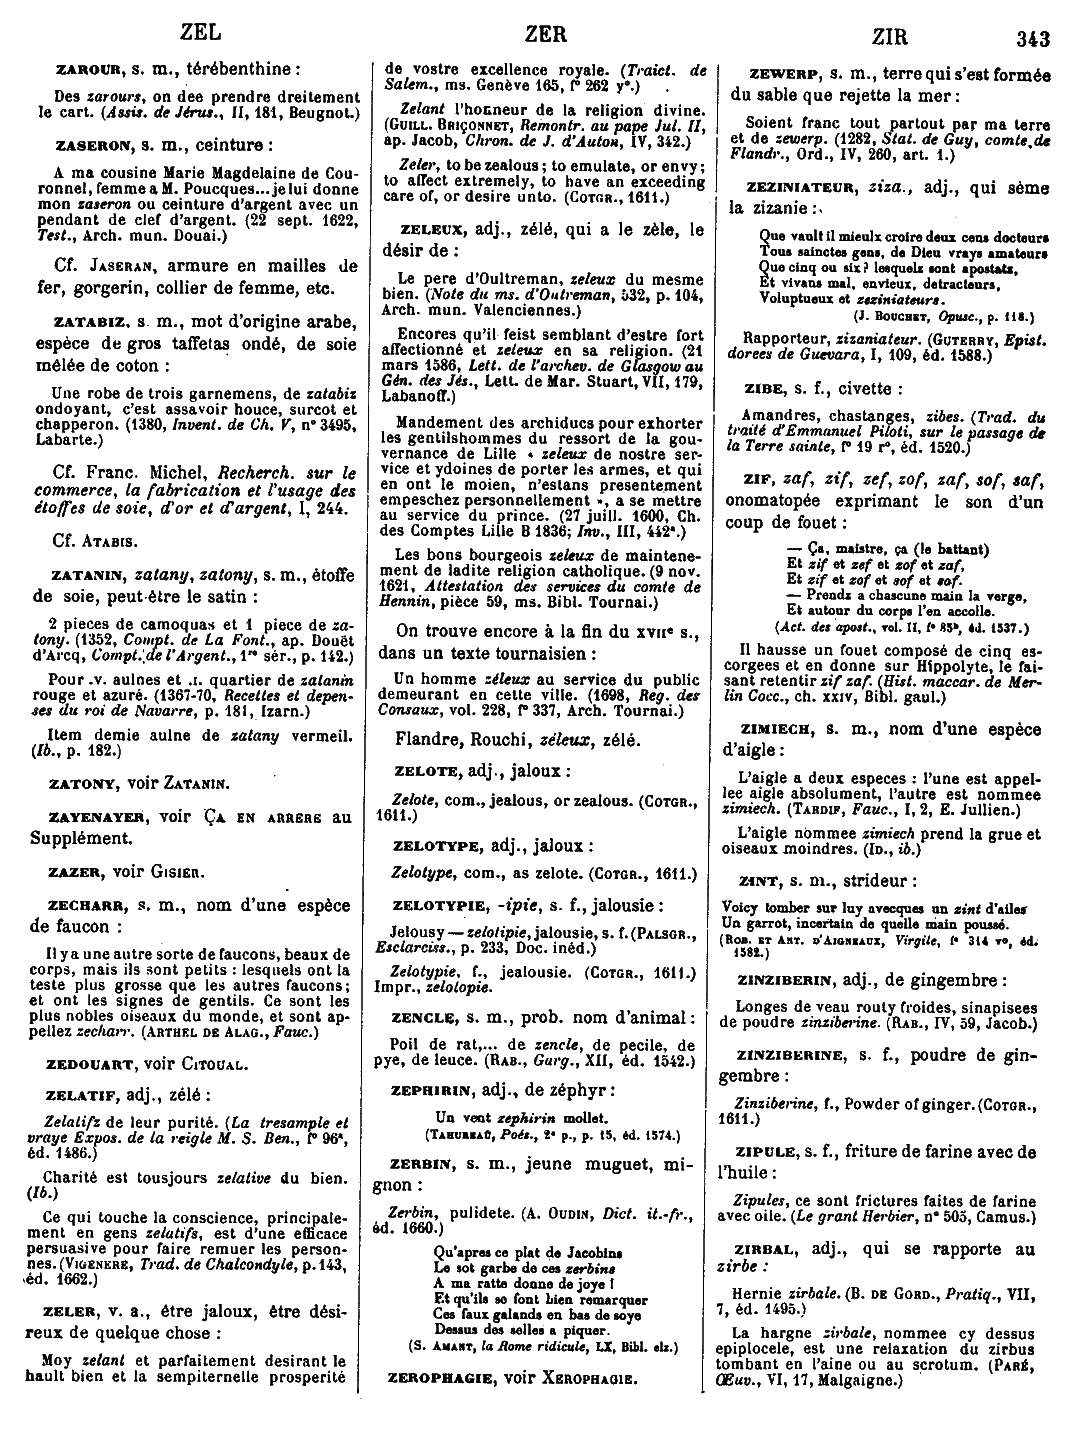 ZEL
ZER
ZIR
343
ZAROUR, s. m., térébenthine :
Des zarours, on dee prendre dreitement
le cart. (Assis. de Jérus., II, 181, Beugnot.)
ZASERON, s. m., ceinture :
A ma cousine Marie Magdelaine de Cou-
ronnel, femme a M. Poucques... je lui donne
mon zaseron ou ceinture d'argent avec un
pendant de clef d'argent. (22 sept. 1622,
Test., Arch. mun. Douai.)
Cf. JASERAN, armure en mailles de
fer, gorgerin, collier de femme, etc.
ZATABIZ, s. m., mot d'origine arabe,
espèce de gros taffetas ondé, de soie
mêlée de coton :
Une robe de trois garnemens, de zatabiz
ondoyant, c'est assavoir houce, surcot et
chapperon. (1380, Invent. de Ch. V, n° 3495,
Labarte.)
Cf. Franc. Michel, Recherch. sur le
commerce, la fabrication et l'usage des
étoffes de soie, d'or et d'argent, I, 244.
Cf. ATABIS.
ZATANIN, zatany, zatony, s. m., étoffe
de soie, peut-être le satin :
2 pieces de camoquas et 1 piece de za-
tony. (1352, Compt. de La Font., ap. Douët
d'Arcq, Compt. de l'Argent., 1re sér., p. 142.)
Pour .v. aulnes et .I. quartier de zatanin
rouge et azuré. (1367-70, Recettes et depen-
ses du roi de Navarre, p. 181, Izarn.)
Item demie aulne de zatany vermeil.
(Ib., p. 182.)
ZATONY, voir ZATANIN.
ZAYENAYER, voir ÇA EN ARRERE au
Supplément.
ZAZER, voir GISIER.
ZECHARR, s. m., nom d'une espèce
de faucon :
Il y a une autre sorte de faucons, beaux de
corps, mais ils sont petits : lesquels ont la
teste plus grosse que les autres faucons ;
et ont les signes de gentils. Ce sont les
plus nobles oiseaux du monde, et sont ap-
pellez zecharr. (ARTHEL DE ALAG., Fauc.)
ZEDOUART, voir CITOUAL.
ZELATIF, adj., zélé :
Zelatifz de leur purité. (La tresample et
vraye Expos. de la reigle M. S. Ben., f° 96a,
éd. 1486.)
Charité est tousjours zelative du bien.
(Ib.)
Ce qui touche la conscience, principale-
ment en gens zelatifs, est d'une efficace
persuasive pour faire remuer les person-
nes. (VIGENERE, Trad. de Chalcondyle, p. 143,
éd. 1662.)
ZELER, v. a., être jaloux, être dési-
reux de quelque chose :
Moy zelant et parfaitement desirant le
hault bien et la sempiternelle prosperité
de vostre excellence royale. (Traict. de
Salem., ms. Genève 165, f° 262 v°.)
Zelant l'honneur de la religion divine.
(GUILL. BRIÇONNET, Remontr. au pape Jul. II,
ap. Jacob, Chron. de J. d'Auton, IV, 342.)
Zeler, to be zealous ; to emulate, or envy ;
to affect extremely, to have an exceeding
care of, or desire unto. (COTGR., 1611.)
ZELEUX, adj., zélé, qui a le zèle, le
désir de :
Le pere d'Oultreman, zeleux du mesme
bien. (Note du ms. d'Outreman, 532, p. 104,
Arch. mun. Valenciennes.)
Encores qu'il feist semblant d'estre fort
affectionné et zeleux en sa religion. (21
mars 1586, Lett. de l'archev. de Glasgow au
Gén. des Jés., Lett. de Mar. Stuart, VII, 179,
Labanoff.)
Mandement des archiducs pour exhorter
les gentilshommes du ressort de la gou-
vernance de Lille « zeleux de nostre ser-
vice et ydoines de porter les armes, et qui
en ont le moien, n'estans presentement
empeschez personnellement », a se mettre
au service du prince. (27 juill. 1600, Ch.
des Comptes Lille B 1836; Inv., III, 442a.)
Les bons bourgeois zeleux de maintene-
ment de ladite religion catholique. (9 nov.
1621, Attestation des services du comte de
Hennin, pièce 59, ms. Bibl. Tournai.)
On trouve encore à la fin du XVIIe s.,
dans un texte tournaisien :
Un homme zéleux au service du public
demeurant en cette ville. (1698, Reg. des
Consaux, vol. 228, f° 337, Arch. Tournai.)
Flandre, Rouchi, zéleux, zélé.
ZELOTE, adj., jaloux :
Zelote, com., jealous, or zealous. (COTGR.,
1611.)
ZELOTYPE, adj., jaloux :
Zelotype, com., as zelote. (COTGR., 1611.)
ZELOTYPIE, -ipie, s. f., jalousie :
Jelousy — zelotipie, jalousie, s. f. (PALSGR.,
Esclarciss., p. 233, Doc. inéd.)
Zelotypie, f., jealousie. (COTGR., 1611.)
Impr., zelolopie.
ZENCLE, s. m., prob. nom d'animal :
Poil de rat,... de zencle, de pecile, de
pye, de leuce. (RAB., Garg., XII, éd. 1542.)
ZEPHIRIN, adj., de zéphyr :
Un vent zephirin mollet.
(TAHUREAU, Poés., 2e p., p. 15, éd. 1574.)
ZERBIN, s. m., jeune muguet, mi-
gnon :
Zerbin, pulidete. (A. OUDIN, Dict. it.-fr.,
éd. 1660.)
Qu'apres ce plat de Jacobins
Le sot garbe de ces zerbins
A ma ratte donne de joye !
Et qu'ils se font bien remarquer
Ces faux galands en bas de soye
Dessus des selles a piquer.
(S. AMANT, la Rome ridicule, LX, Bibl. elz.)
ZEROPHAGIE, voir XEROPHAGIE.
ZEWERP, s. m., terre qui s'est formée
du sable que rejette la mer :
Soient franc tout partout par ma terre
et de zewerp. (1282, Stat. de Guy, comte de
Flandr., Ord., IV, 260, art. 1.)
ZEZINIATEUR, ziza., adj., qui sème
la zizanie :
Que vault il mieulx croire deux cens docteurs
Tous sainctes gens, de Dieu vrays amateurs
Que cinq ou six ? lesquelz sont apostats,
Et vivans mal, envieux, detracteurs,
Voluptueux et zeziniateurs.
(J. BOUCHET, Opusc., p. 118.)
Rapporteur, zizaniateur. (GUTERRY, Epist.
dorees de Guevara, I, 109, éd. 1588.)
ZIBE, s. f., civette :
Amandres, chastanges, zibes. (Trad. du
traité d'Emmanuel Piloti, sur le passage de
la Terre sainte, f° 19 r°, éd. 1520.)
ZIF, zaf, zif, zef, zof, zaf, sof, saf,
onomatopée exprimant le son d'un
coup de fouet :
— Ça, maistre, ça (le battant)
Et zif et zef et zof et zaf,
Et zif et zof et sof et sof.
— Prendz a chascune main la verge,
Et autour du corps l'en accolle.
(Act. des apost., vol. II, f° 85b, éd. 1537.)
Il hausse un fouet composé de cinq es-
corgees et en donne sur Hippolyte, le fai-
sant retentir zif zaf. (Hist. maccar. de Mer-
lin Cocc., ch. XXIV, Bibl. gaul.)
ZIMIECH, s. m., nom d'une espèce
d'aigle :
L'aigle a deux especes : l'une est appel-
lee aigle absolument, l'autre est nommee
zimiech. (TARDIF, Fauc., I, 2, E. Jullien.)
L'aigle nommee zimiech prend la grue et
oiseaux moindres. (ID., ib.)
ZINT, s. m., strideur :
Voicy tomber sur luy avecques un zint d'ailes
Un garrot, incertain de quelle main poussé.
(ROB. ET ANT. D'AIGNEAUX, Virgile, f° 314 v°, éd.
1582.)
ZINZIBERIN, adj., de gingembre :
Longes de veau routy froides, sinapisees
de poudre zinziberine. (RAB., IV, 59, Jacob.)
ZINZIBERINE, s. f., poudre de gin-
gembre :
Zinziberine, f., Powder of ginger. (COTGR.,
1611.)
ZIPULE, s. f., friture de farine avec de
l'huile :
Zipules, ce sont frictures faites de farine
avec oile. (Le grant Herbier, n° 503, Camus.)
ZIRBAL, adj., qui se rapporte au
zirbe :
Hernie zirbale. (B. DE GORD., Pratiq., VII,
7, éd. 1495.)
La hargne zirbale, nommee cy dessus
epiplocele, est une relaxation du zirbus
tombant en l'aine ou au scrotum. (PARÉ,
Œuv., VI, 17, Malgaigne.)